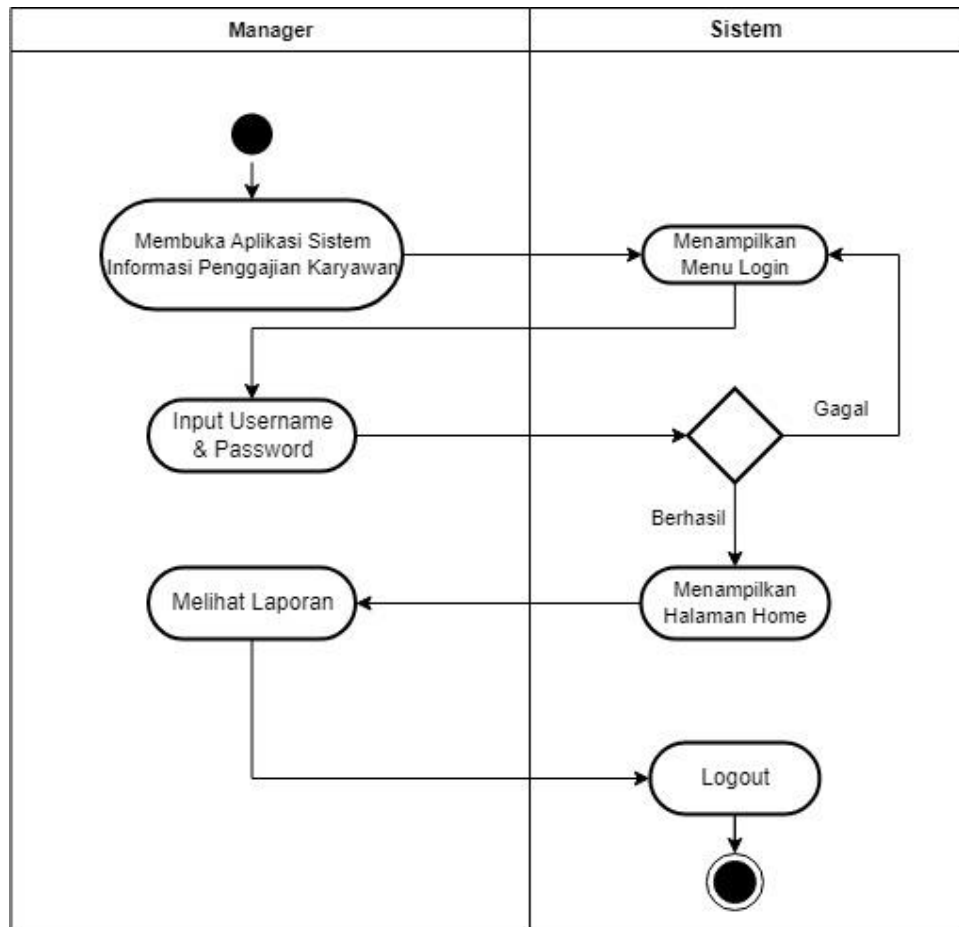 Manager
Sistem
Membuka Aplikasi Sistem
Informasi Penggajian Karyawan
Menampilkan
Menu Login
Input Username
& Password
Gagal
Berhasil
Melihat Laporan
Menampilkan
Halaman Home
Logout